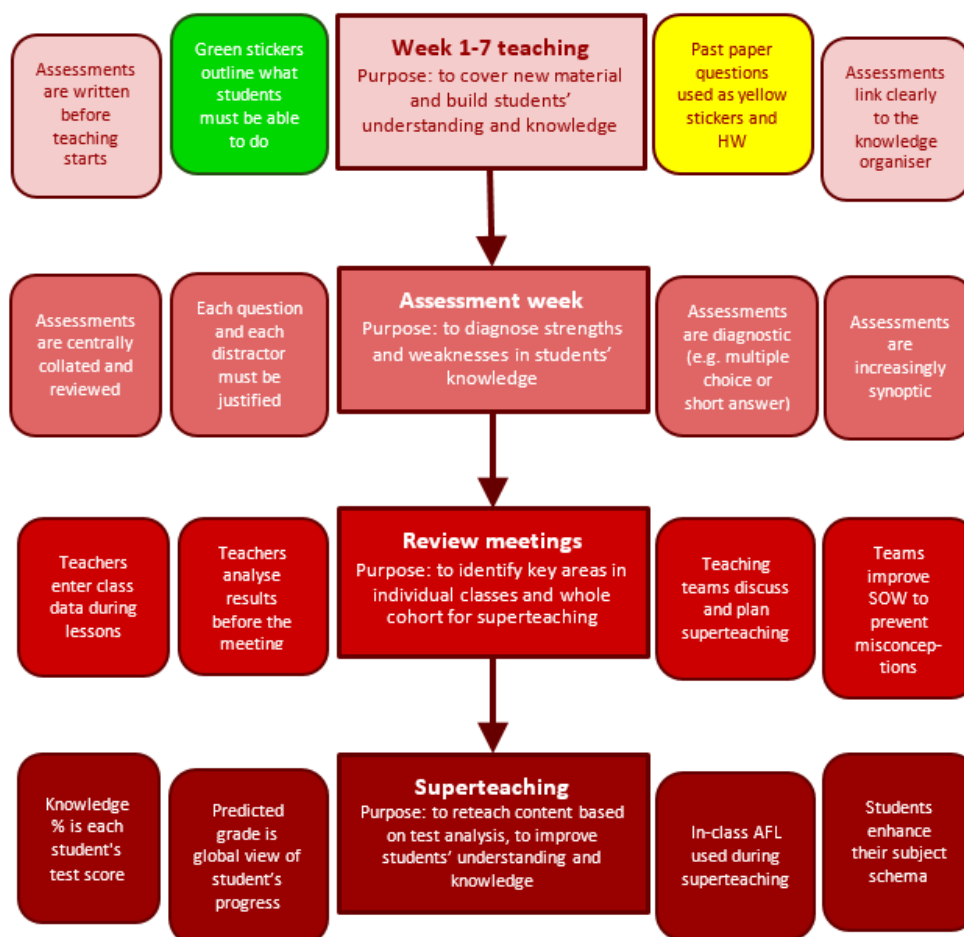 Assessments
are written
before
teaching
starts
Green stickers
outline what
students
must be able
to do
Week 1-7 teaching
Purpose: to cover new material
and build students’
understanding and knowledge
Past paper
questions
used as yellow
stickers and
HW
Assessments
link clearly
to the
knowledge
organiser
Assessments
are centrally
collated and
reviewed
Each question
and each
distractor
must be
justified
Assessment week
Purpose: to diagnose strengths
and weaknesses in students’
knowledge
Assessments
are diagnostic
(e.g. multiple
choice or
short answer)
Assessments
are
increasingly
synoptic
Teachers
enter class
data during
lessons
Teachers
analyse
results
before the
meeting
Review meetings
Purpose: to identify key areas in
individual classes and whole
cohort for superteaching
Teaching
teams discuss
and plan
superteaching
Teams
improve
SOW to
prevent
misconcep-
tions
Knowledge
% is each
student's
test score
Predicted
grade is
global view of
student’s
progress
Superteaching
Purpose: to reteach content based
on test analysis, to improve
students’ understanding and
knowledge
In-class AFL
used during
superteaching
Students
enhance
their subject
schema